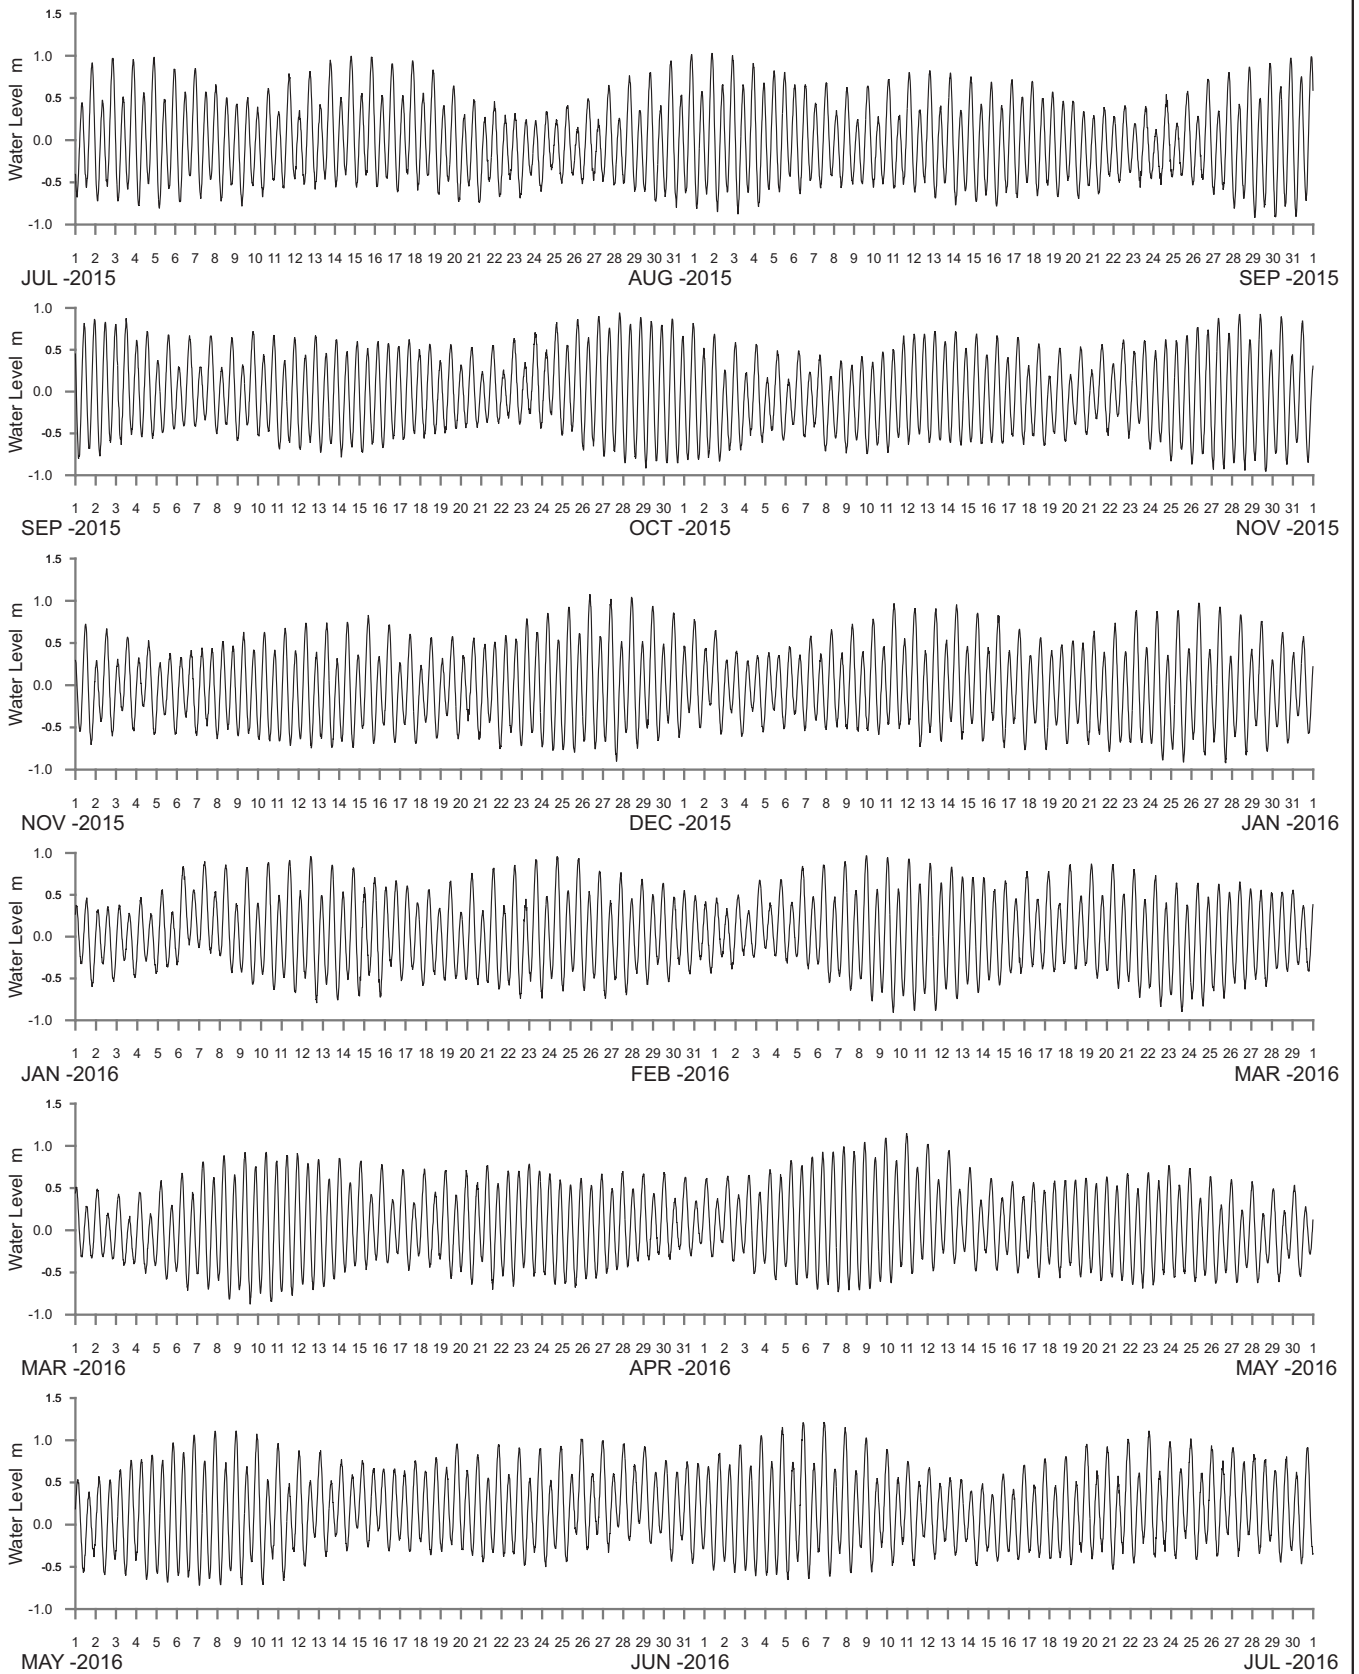 1.5
1.0
0.5
0.0
-0.5
-1.0
Water Level m
1 2 3 4 5 6 7 8 9 10 11 12 13 14 15 16 17 18 19 20 21 22 23 24 25 26 27 28 29 30 31 1 2 3 4 5 6 7 8 9 10 11 12 13 14 15 16 17 18 19 20 21 22 23 24 25 26 27 28 29 30 31 1
JUL -2015 AUG -2015 SEP -2015
1.0
0.5
0.0
-0.5
-1.0
Water Level m
1 2 3 4 5 6 7 8 9 10 11 12 13 14 15 16 17 18 19 20 21 22 23 24 25 26 27 28 29 30 1 2 3 4 5 6 7 8 9 10 11 12 13 14 15 16 17 18 19 20 21 22 23 24 25 26 27 28 29 30 31 1
SEP -2015 OCT -2015 NOV -2015
1.5
1.0
0.5
0.0
-0.5
-1.0
Water Level m
1 2 3 4 5 6 7 8 9 10 11 12 13 14 15 16 17 18 19 20 21 22 23 24 25 26 27 28 29 30 1 2 3 4 5 6 7 8 9 10 11 12 13 14 15 16 17 18 19 20 21 22 23 24 25 26 27 28 29 30 31 1
NOV -2015 DEC -2015 JAN -2016
1.0
0.5
0.0
-0.5
-1.0
Water Level m
1 2 3 4 5 6 7 8 9 10 11 12 13 14 15 16 17 18 19 20 21 22 23 24 25 26 27 28 29 30 31 1 2 3 4 5 6 7 8 9 10 11 12 13 14 15 16 17 18 19 20 21 22 23 24 25 26 27 28 29 1
JAN -2016 FEB -2016 MAR -2016
1.5
1.0
0.5
0.0
-0.5
-1.0
Water Level m
1 2 3 4 5 6 7 8 9 10 11 12 13 14 15 16 17 18 19 20 21 22 23 24 25 26 27 28 29 30 31 1 2 3 4 5 6 7 8 9 10 11 12 13 14 15 16 17 18 19 20 21 22 23 24 25 26 27 28 29 30 1
MAR -2016 APR -2016 MAY -2016
1.5
1.0
0.5
0.0
-0.5
-1.0
Water Level m
1 2 3 4 5 6 7 8 9 10 11 12 13 14 15 16 17 18 19 20 21 22 23 24 25 26 27 28 29 30 31 1 2 3 4 5 6 7 8 9 10 11 12 13 14 15 16 17 18 19 20 21 22 23 24 25 26 27 28 29 30 1
MAY -2016 JUN -2016 JUL -2016